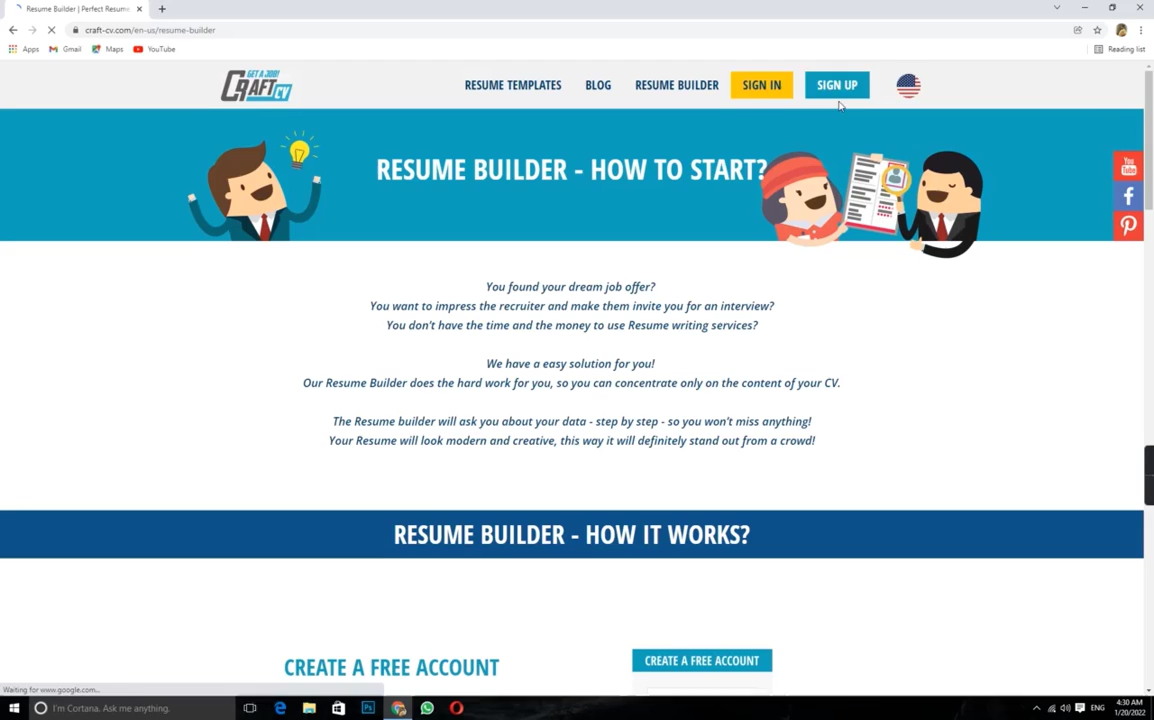 Resume Builder | Perfect Resume
craft-cv.com/en-us/resume-builder
Apps Gmail Maps YouTube Reading list
GET A JOB!
CRAFT CV
RESUME TEMPLATES BLOG RESUME BUILDER SIGN IN SIGN UP
RESUME BUILDER - HOW TO START?
You Tube
You found your dream job offer?
You want to impress the recruiter and make them invite you for an interview?
You don't have the time and the money to use Resume writing services?
We have a easy solution for you!
Our Resume Builder does the hard work for you, so you can concentrate only on the content of your CV.
The Resume builder will ask you about your data - step by step - so you won't miss anything!
Your Resume will look modern and creative, this way it will definitely stand out from a crowd!
RESUME BUILDER - HOW IT WORKS?
CREATE A FREE ACCOUNT
CREATE A FREE ACCOUNT
Waiting for www.google.com...
I'm Cortana. Ask me anything.
Ps
ENG
4:30 AM
1/20/2022